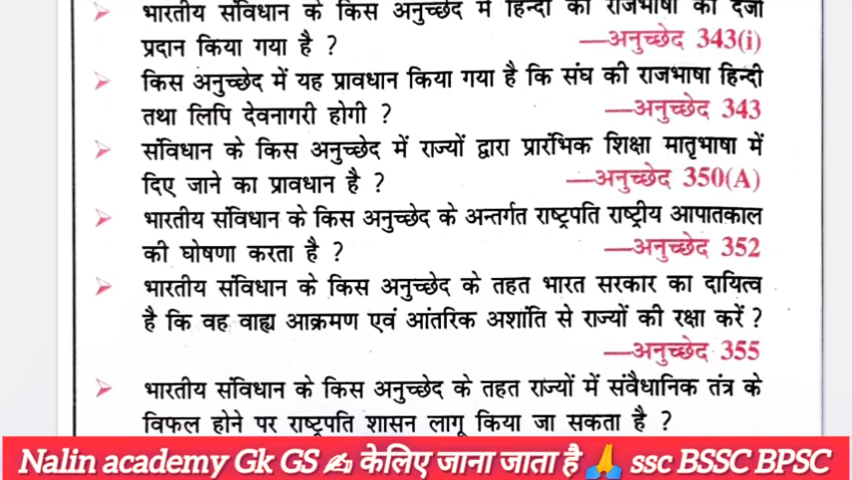 भारतीय संविधान के किस अनुच्छेद में हिन्दी को राजभाषा का दर्जा
प्रदान किया गया है ? —अनुच्छेद 343(i)
किस अनुच्छेद में यह प्रावधान किया गया है कि संघ की राजभाषा हिन्दी
तथा लिपि देवनागरी होगी ? —अनुच्छेद 343
संविधान के किस अनुच्छेद में राज्यों द्वारा प्रारंभिक शिक्षा मातृभाषा में
दिए जाने का प्रावधान है ? —अनुच्छेद 350(A)
भारतीय संविधान के किस अनुच्छेद के अन्तर्गत राष्ट्रपति राष्ट्रीय आपातकाल
की घोषणा करता है ? —अनुच्छेद 352
भारतीय संविधान के किस अनुच्छेद के तहत भारत सरकार का दायित्व
है कि वह वाह्य आक्रमण एवं आंतरिक अशांति से राज्यों की रक्षा करें ?
—अनुच्छेद 355
भारतीय संविधान के किस अनुच्छेद के तहत राज्यों में संवैधानिक तंत्र के
विफल होने पर राष्ट्रपति शासन लागू किया जा सकता है ?
Nalin academy Gk GS ✍ केलिए जाना जाता है 🙏 ssc BSSC BPSC